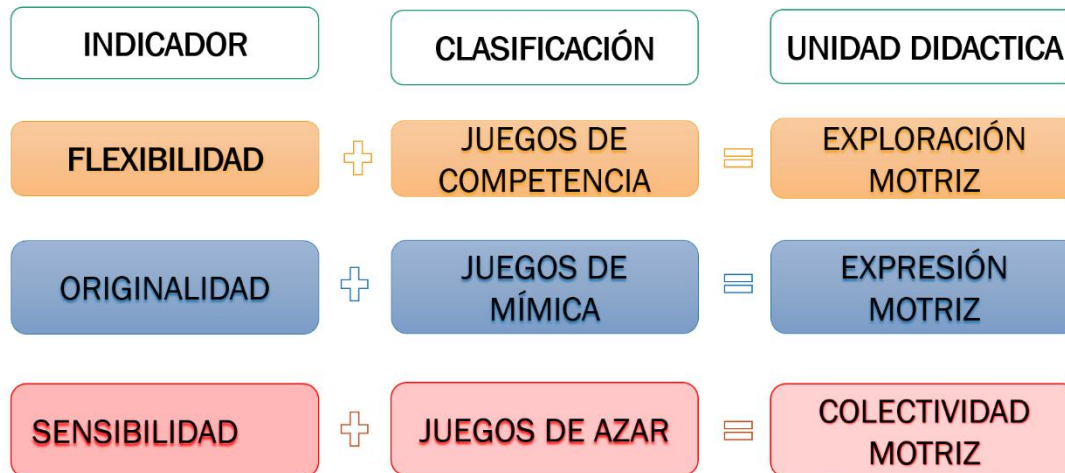 INDICADOR
CLASIFICACIÓN
UNIDAD DIDACTICA
FLEXIBILIDAD
JUEGOS DE
COMPETENCIA
EXPLORACIÓN
MOTRIZ
ORIGINALIDAD
JUEGOS DE
MÍMICA
EXPRESIÓN
MOTRIZ
SENSIBILIDAD
JUEGOS DE AZAR
COLECTIVIDAD
MOTRIZ